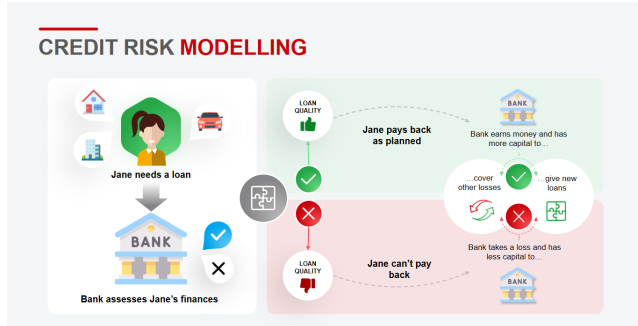 CREDIT RISK MODELLING
Jane needs a loan
BANK
Bank assesses Jane's finances
LOAN
QUALITY
Jane pays back
as planned
BANK
Bank earns money and has
more capital to…
…cover
other losses
…give new
loans
Bank takes a loss and has
less capital to…
BANK
LOAN
QUALITY
Jane can't pay
back